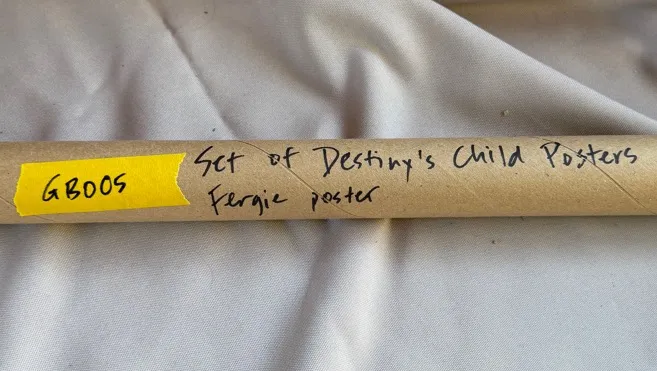 GB005
Set of Destiny's Child Posters
Fergie poster